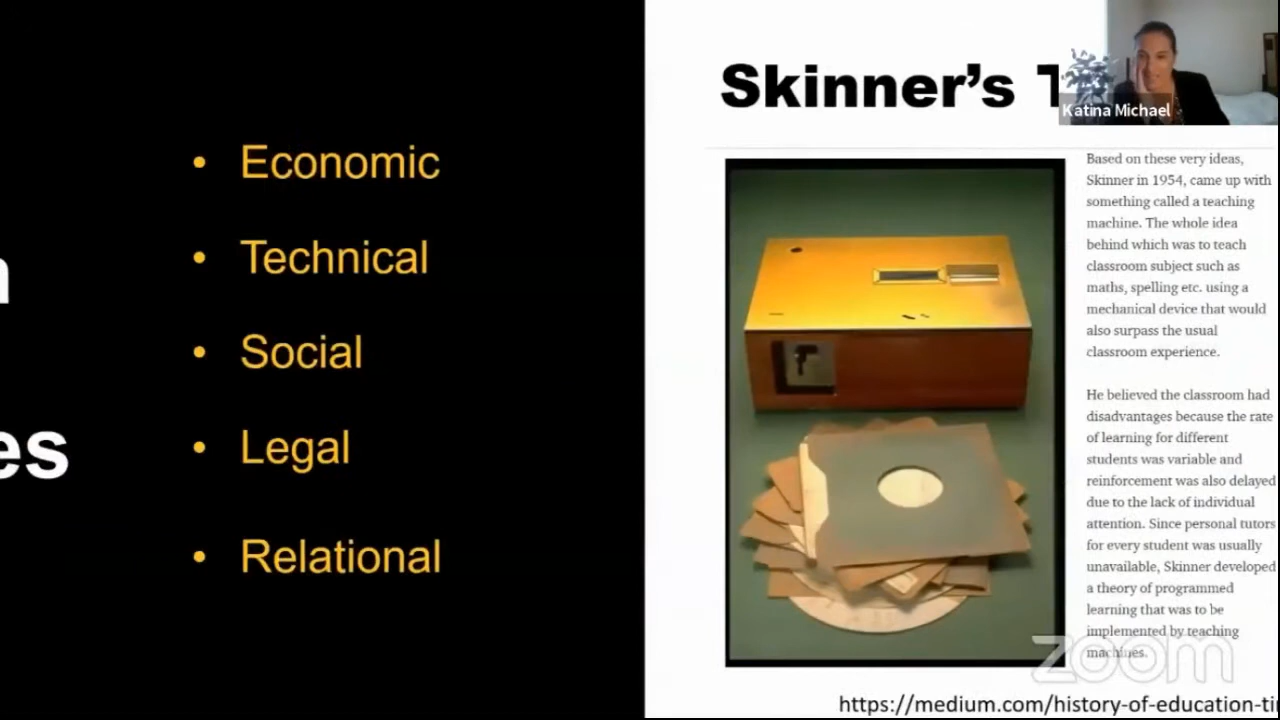 Economic
Technical
Social
Legal
Relational
es
Skinner's T
Katina Michael
Based on these very ideas,
Skinner in 1954, came up with
something called a teaching
machine. The whole idea
behind which was to teach
classroom subject such as
maths, spelling etc. using a
mechanical device that would
also surpass the usual
classroom experience.
He believed the classroom had
disadvantages because the rate
of learning for different
students was variable and
reinforcement was also delayed
due to the lack of individual
attention. Since personal tutors
for every student was usually
unavailable, Skinner developed
a theory of programmed
learning that was to be
implemented by teaching
machines.
zoom
https://medium.com/history-of-education-ti